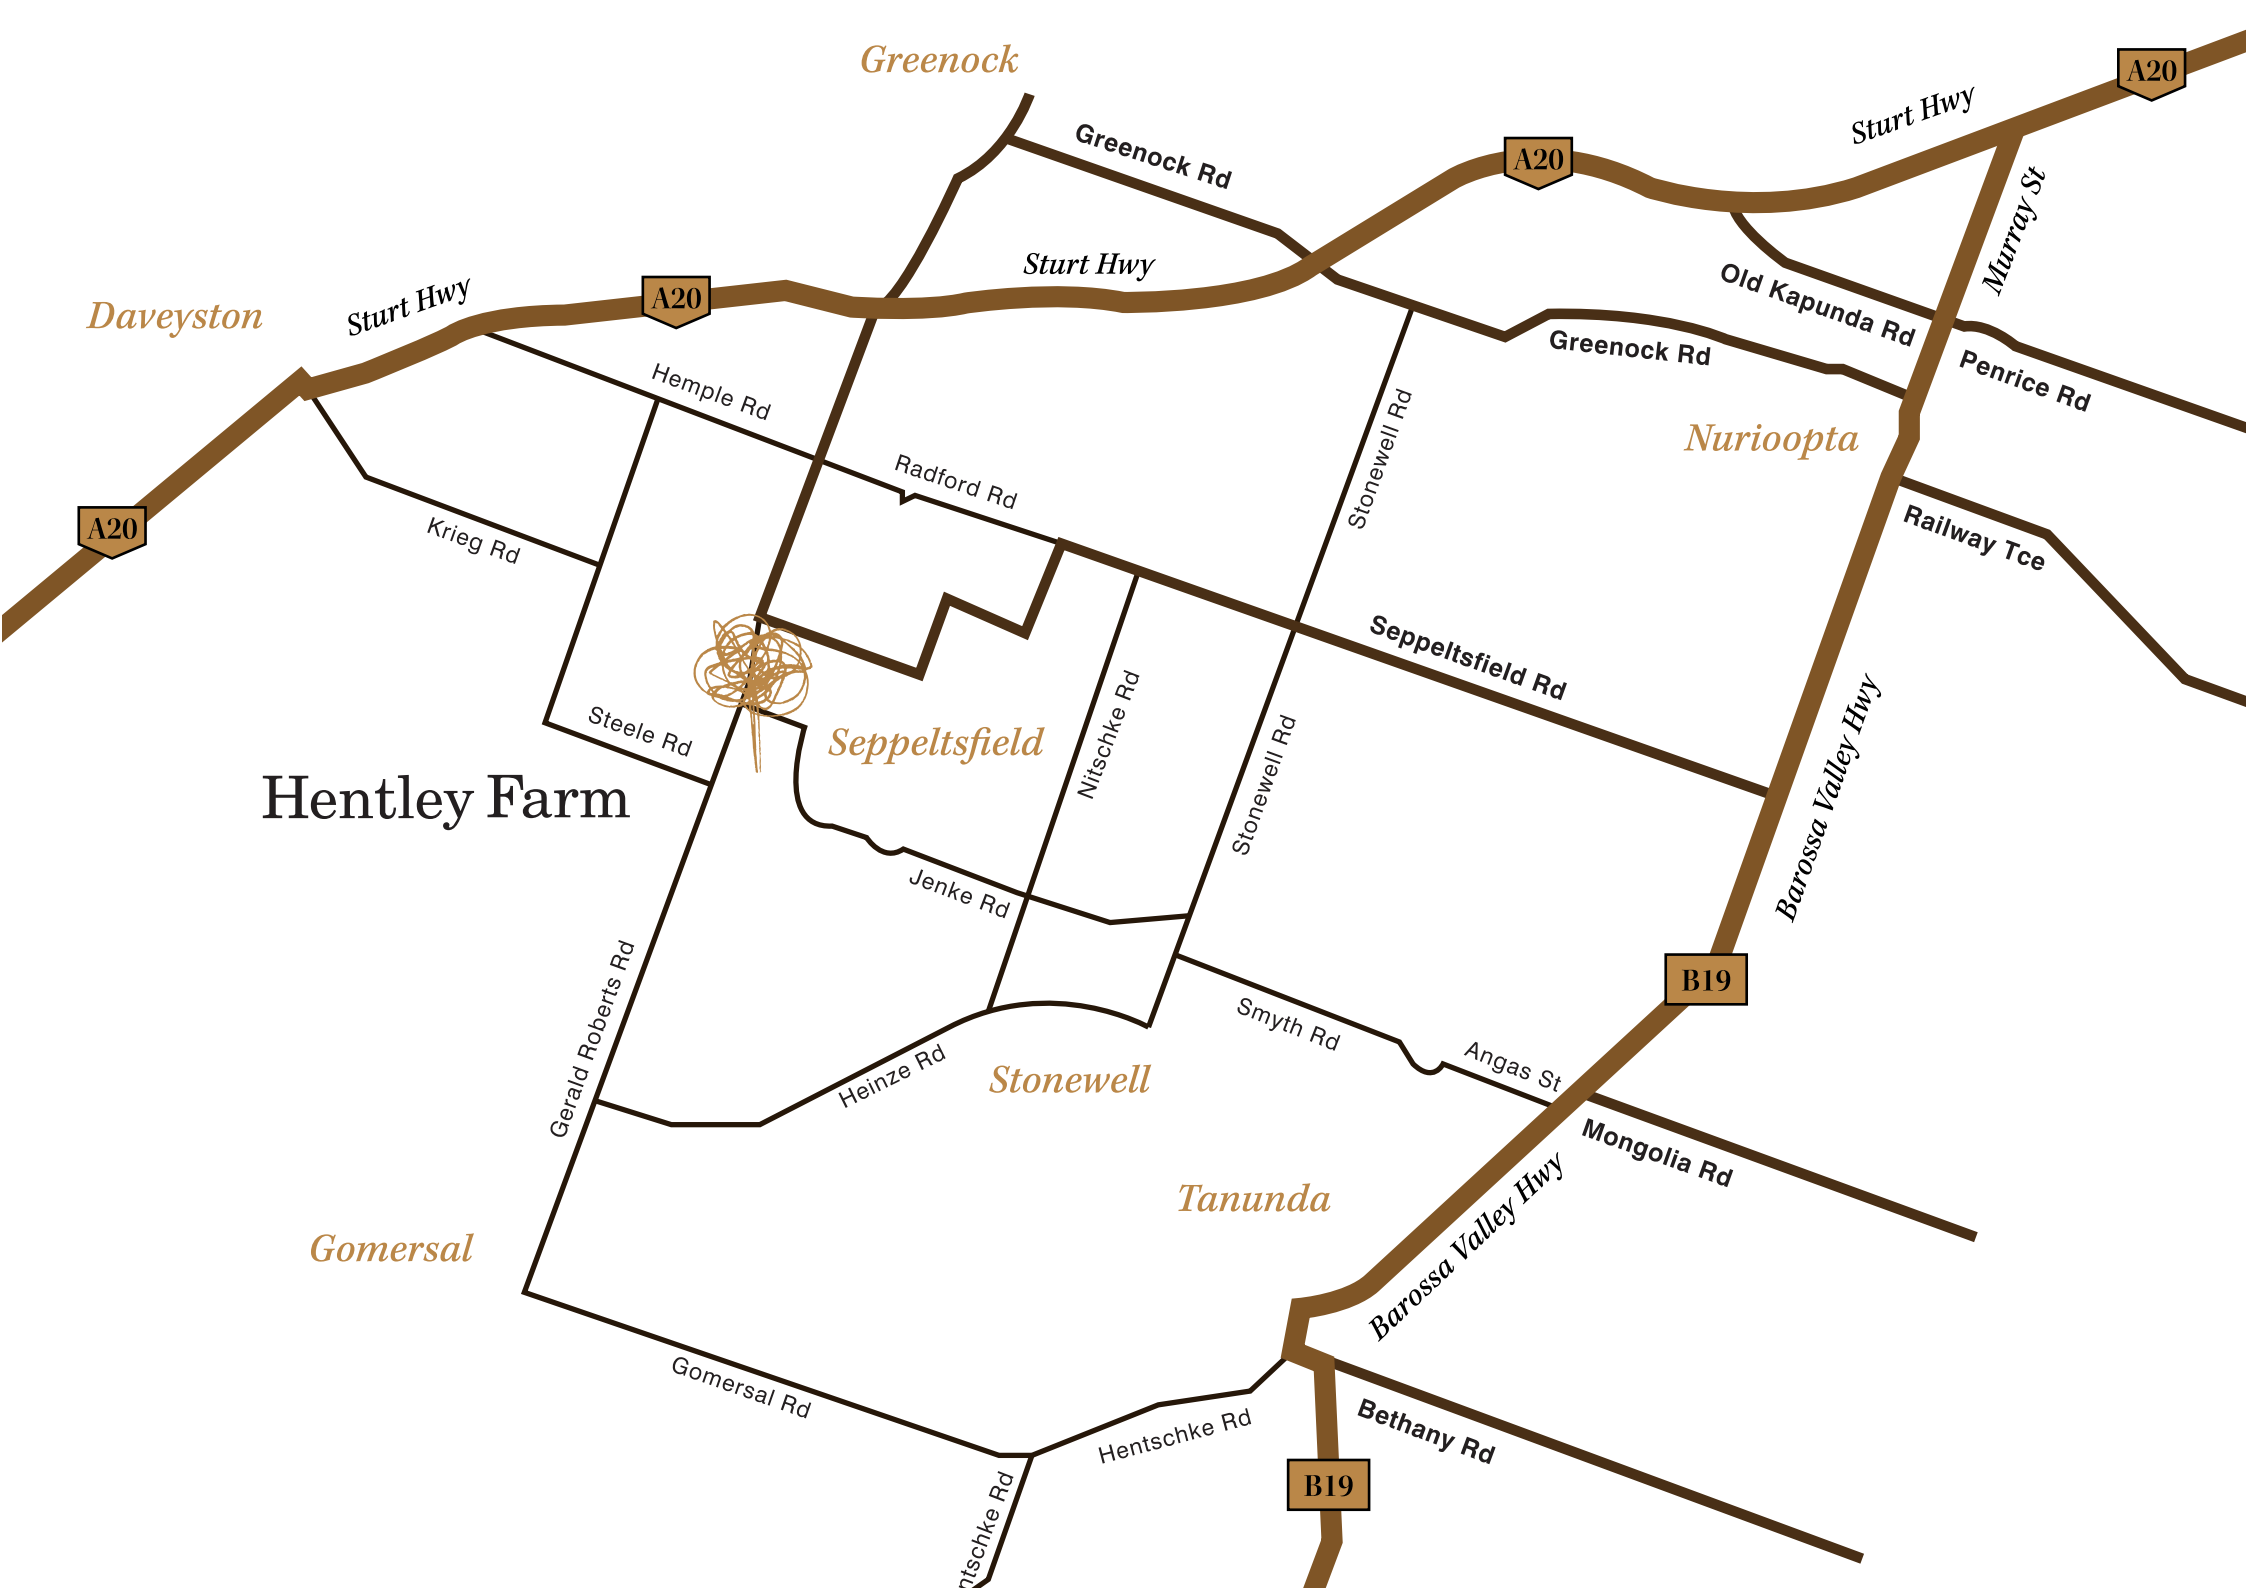 Greenock
A20
Sturt Hwy
Greenock Rd
A20
Murray St
Sturt Hwy
Old Kapunda Rd
Daveyston
Sturt Hwy
A20
Greenock Rd
Penrice Rd
Hemple Rd
Stonewell Rd
Nurioopta
Radford Rd
A20
Krieg Rd
Railway Tce
Seppeltsfield Rd
Steele Rd
Seppeltsfield
Nitschke Rd
Stonewell Rd
Barossa Valley Hwy
Hentley Farm
Jenke Rd
B19
Gerald Roberts Rd
Smyth Rd
Angas St
Heinze Rd
Stonewell
Mongolia Rd
Tanunda
Barossa Valley Hwy
Gomersal
Gomersal Rd
Hentschke Rd
Bethany Rd
B19
ntschke Rd